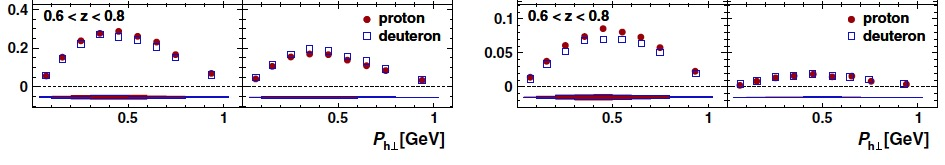 0.4
0.2
0
0.6 < z < 0.8
0.5
1
proton
deuteron
0.5
1
P_h⊥[GeV]
0.1
0.05
0
0.6 < z < 0.8
0.5
1
proton
deuteron
0.5
1
P_h⊥[GeV]